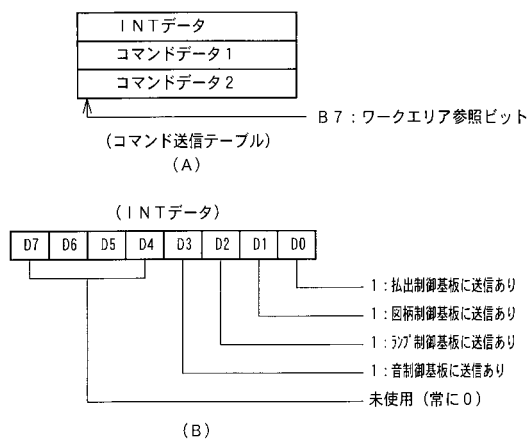 INTデータ
コマンドデータ1
コマンドデータ2
B7:ワークエリア参照ビット
(コマンド送信テーブル)
(A)
(INTデータ)
D7 D6 D5 D4 D3 D2 D1 D0
1:払出制御基板に送信あり
1:図柄制御基板に送信あり
1:ランプ制御基板に送信あり
1:音制御基板に送信あり
未使用(常に0)
(B)